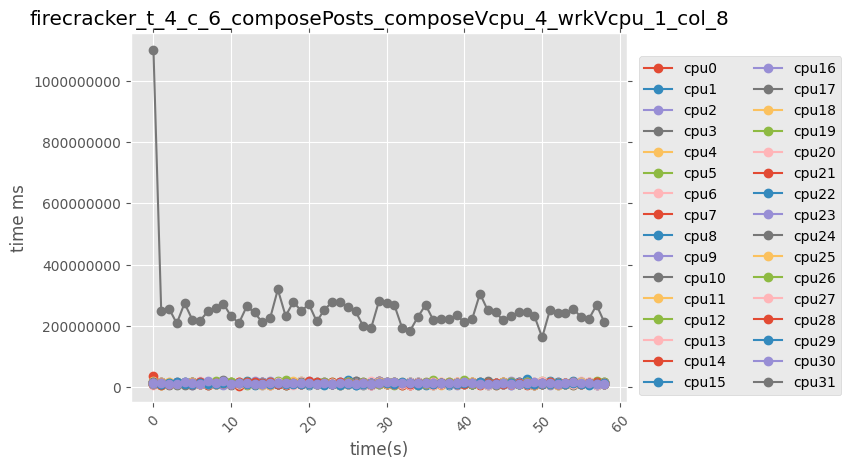 firecracker_t_4_c_6_composePosts_composeVcpu_4_wrkVcpu_1_col_8
time ms
1000000000
800000000
600000000
400000000
200000000
0
0
10
20
30
40
50
60
time(s)
cpu0
cpu1
cpu2
cpu3
cpu4
cpu5
cpu6
cpu7
cpu8
cpu9
cpu10
cpu11
cpu12
cpu13
cpu14
cpu15
cpu16
cpu17
cpu18
cpu19
cpu20
cpu21
cpu22
cpu23
cpu24
cpu25
cpu26
cpu27
cpu28
cpu29
cpu30
cpu31